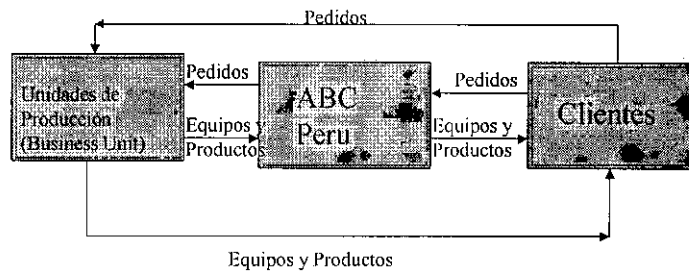 Pedidos
Unidades de
Producción
(Business Unit)
Pedidos
Equipos y
Productos
ABC
Peru
Pedidos
Equipos y
Productos
Clientes
Equipos y Productos